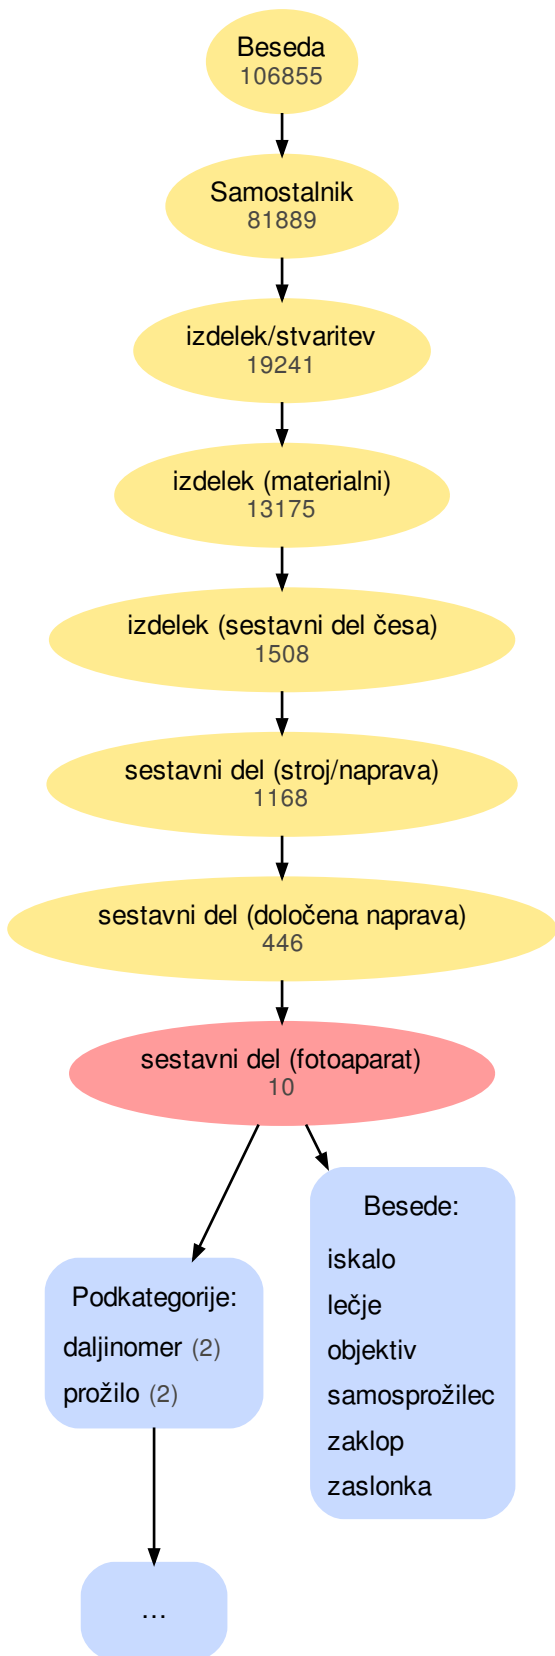 Beseda
106855
Samostalnik
81889
izdelek/stvaritev
19241
izdelek (materialni)
13175
izdelek (sestavni del česa)
1508
sestavni del (stroj/naprava)
1168
sestavni del (določena naprava)
446
sestavni del (fotoaparat)
10
Besede:
iskalo
lečje
objektiv
samosprožilec
zaklop
zaslonka
Podkategorije:
daljinomer (2)
prožilo (2)
...